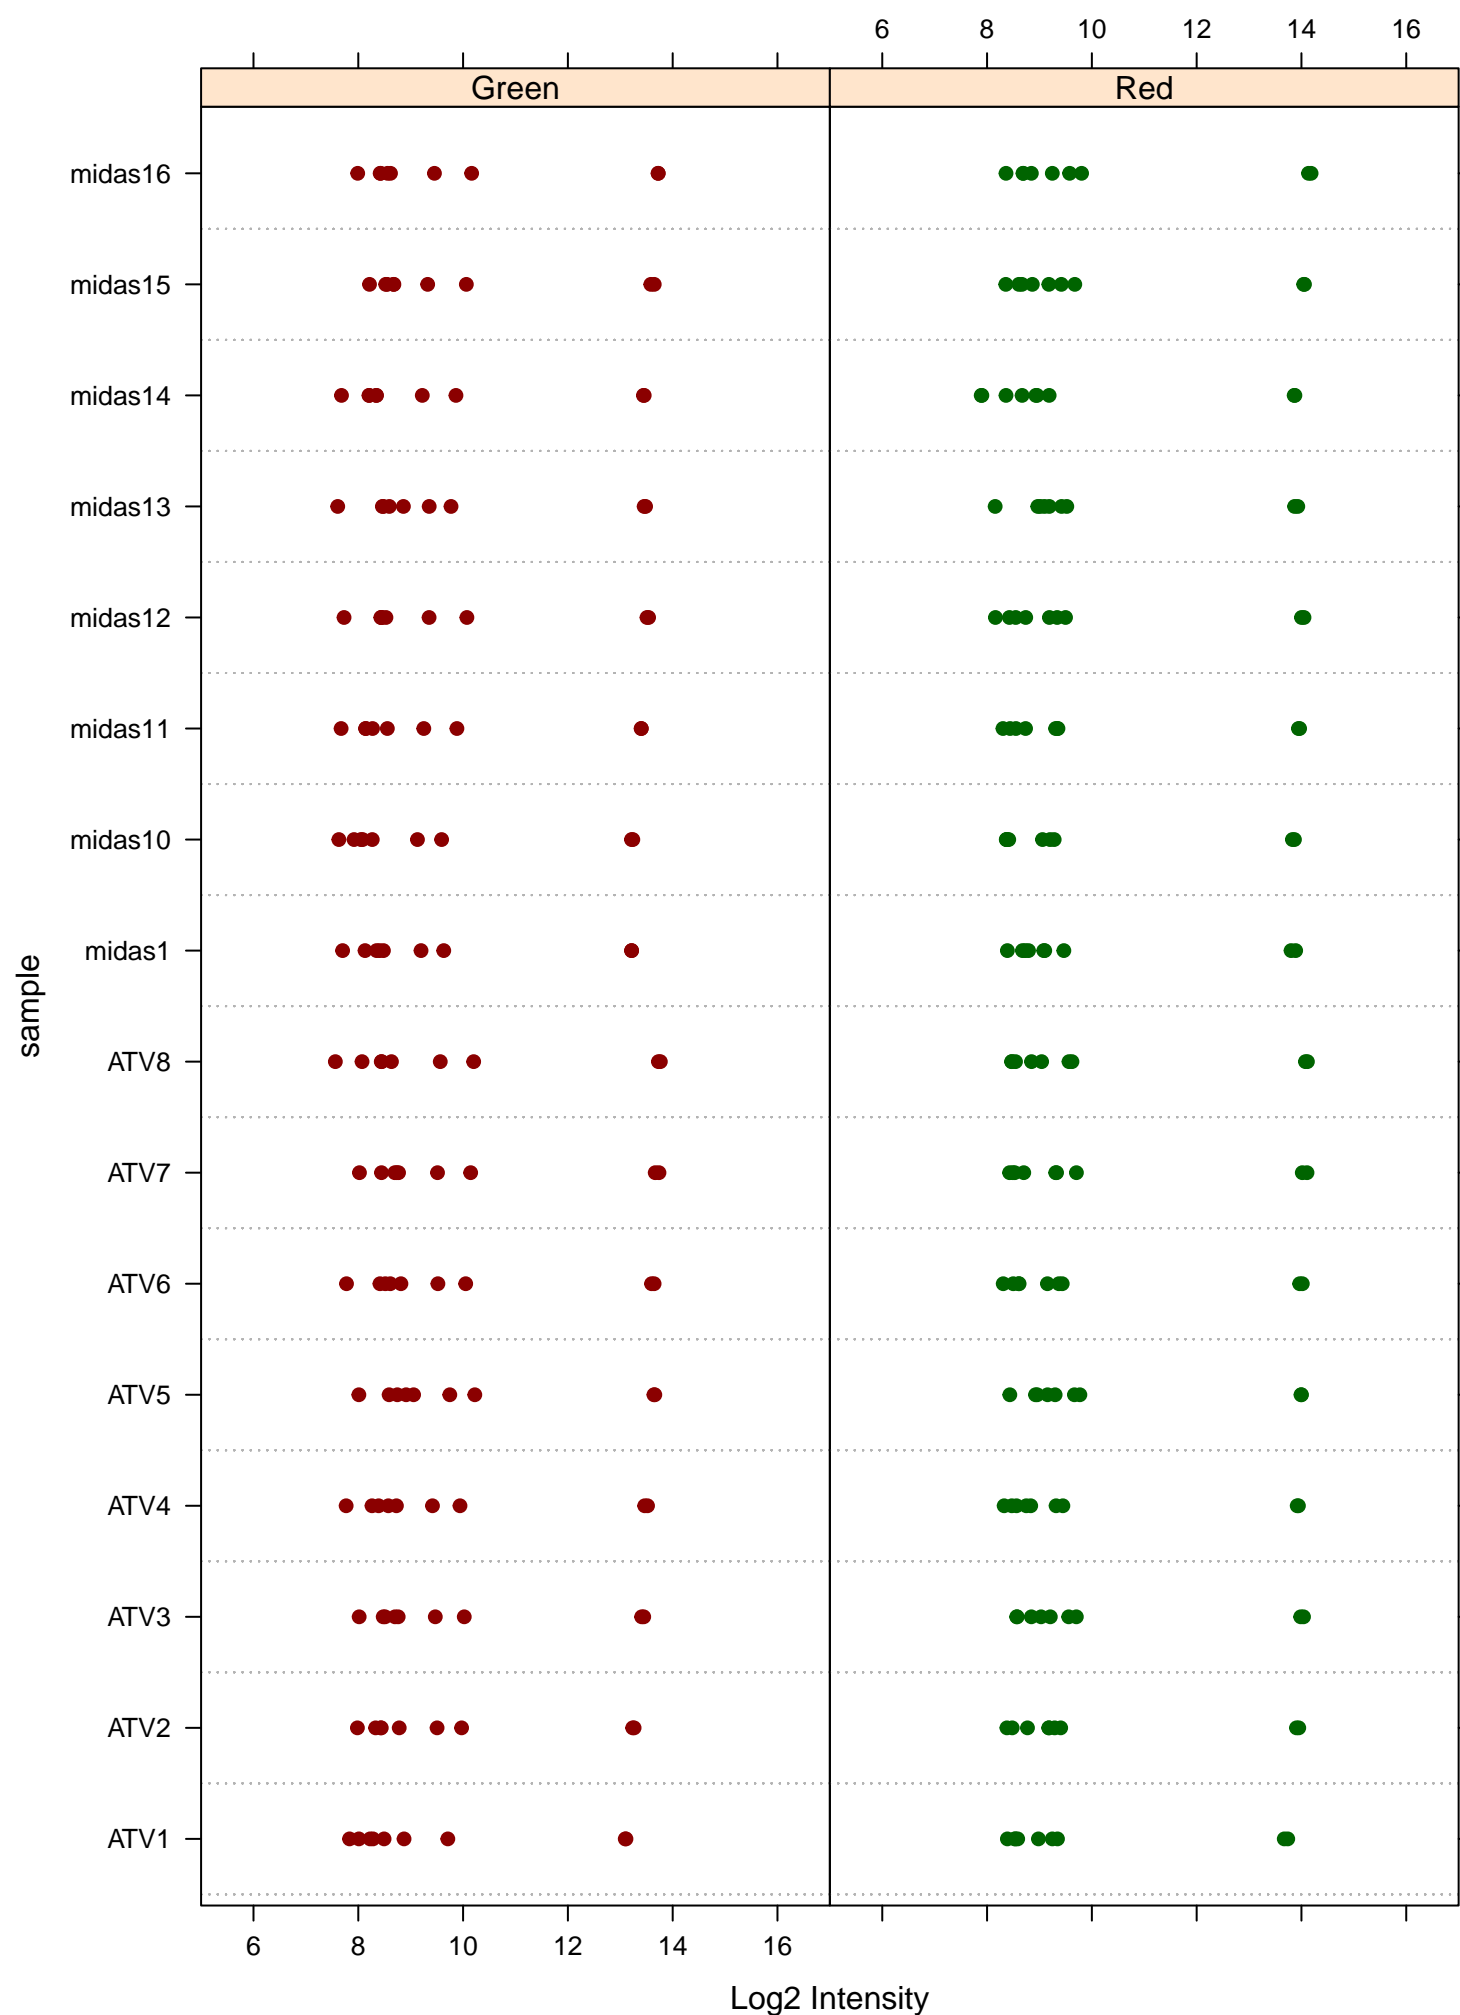 6 8 10 12 14 16
Green Red
midas16
midas15
midas14
midas13
midas12
midas11
midas10
midas1
sample
ATV8
ATV7
ATV6
ATV5
ATV4
ATV3
ATV2
ATV1
6 8 10 12 14 16
Log2 Intensity